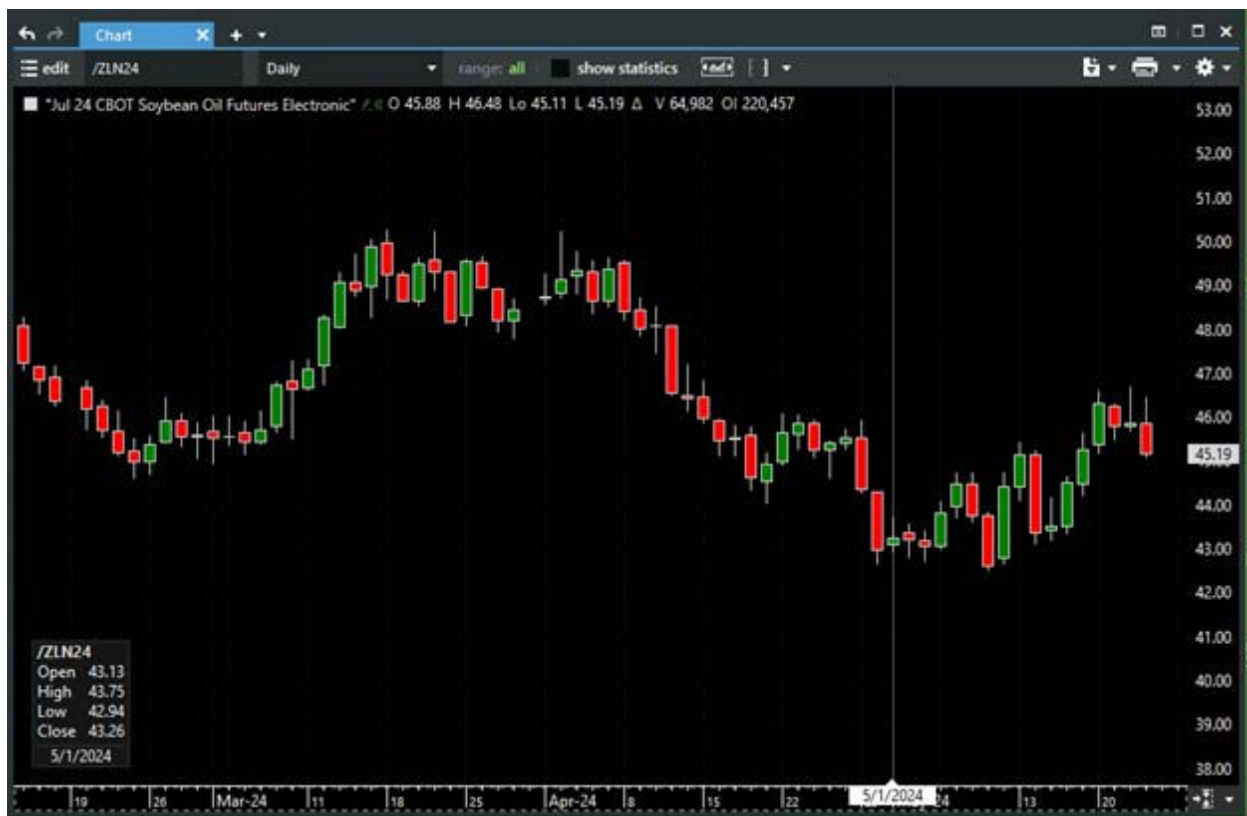 Chart
edit /ZLN24 Daily range: all show statistics
"Jul 24 CBOT Soybean Oil Futures Electronic" O 45.88 H 46.48 Lo 45.11 L 45.19 Δ V 64,982 OI 220,457
53.00
52.00
51.00
50.00
49.00
48.00
47.00
46.00
45.19
44.00
43.00
42.00
41.00
40.00
39.00
38.00
/ZLN24
Open 43.13
High 43.75
Low 42.94
Close 43.26
5/1/2024
19 26 Mar-24 11 18 25 Apr-24 8 15 22 5/1/2024 24 13 20